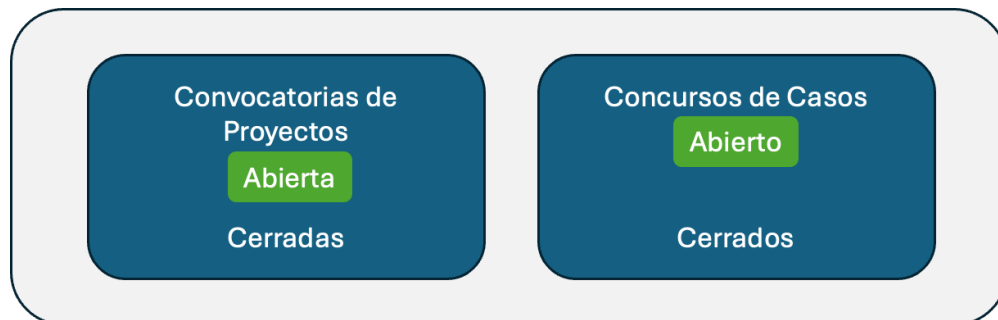 Convocatorias de
Proyectos
Abierta
Cerradas
Concursos de Casos
Abierto
Cerrados